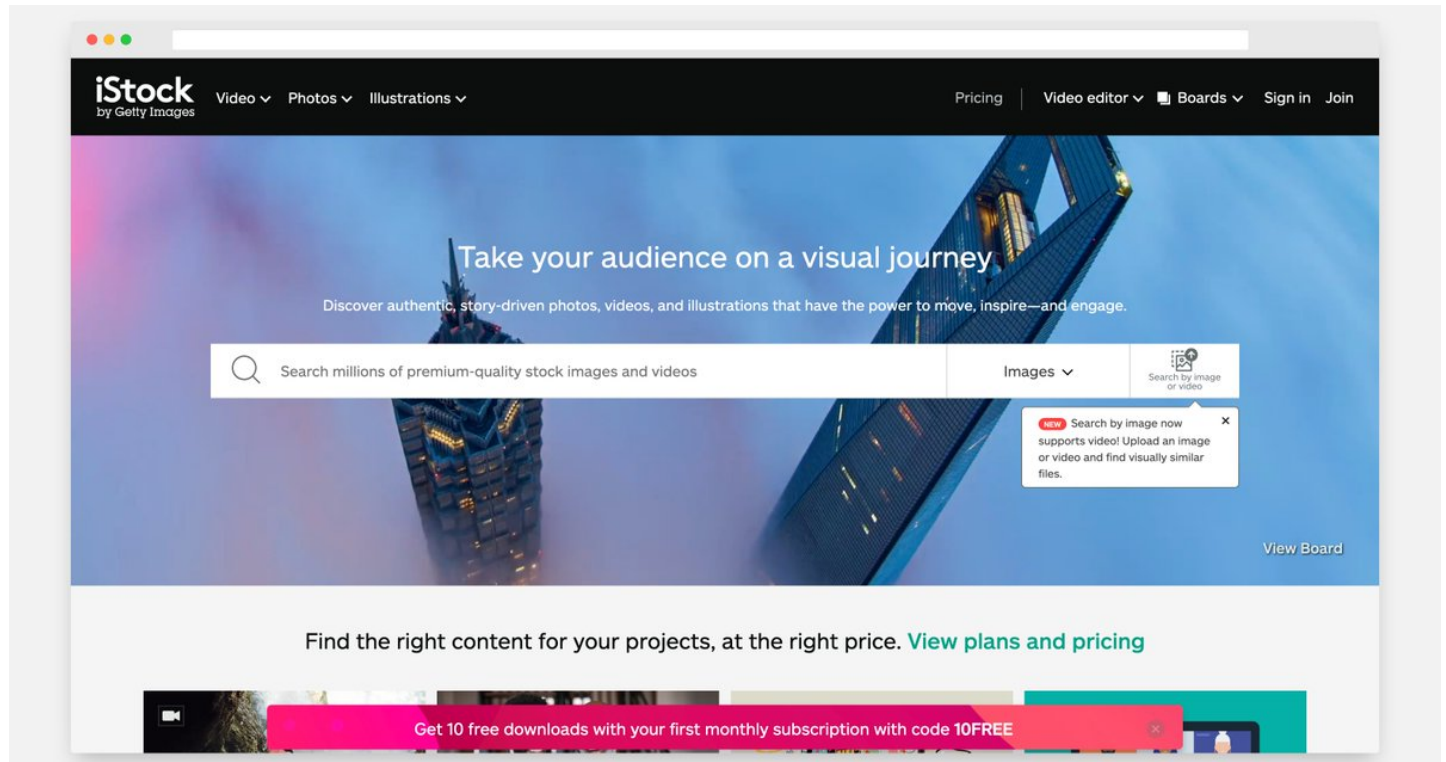 iStock
by Getty Images
Video
Photos
Illustrations
Pricing
Video editor
Boards
Sign in
Join
Take your audience on a visual journey
Discover authentic, story-driven photos, videos, and illustrations that have the power to move, inspire—and engage.
Search millions of premium-quality stock images and videos
Images
Search by image
or video
NEW Search by image now
supports video! Upload an image
or video and find visually similar
files.
View Board
Find the right content for your projects, at the right price. View plans and pricing
Get 10 free downloads with your first monthly subscription with code 10FREE